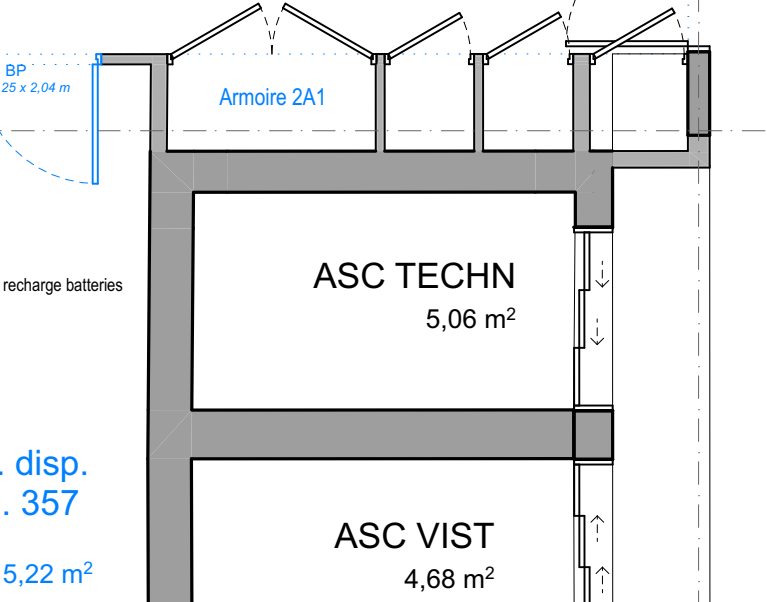 BP
25 x 2,04 m
Armoire 2A1
recharge batteries
ASC TECHN
5,06 m²
. disp.
. 357
5,22 m²
ASC VIST
4,68 m²